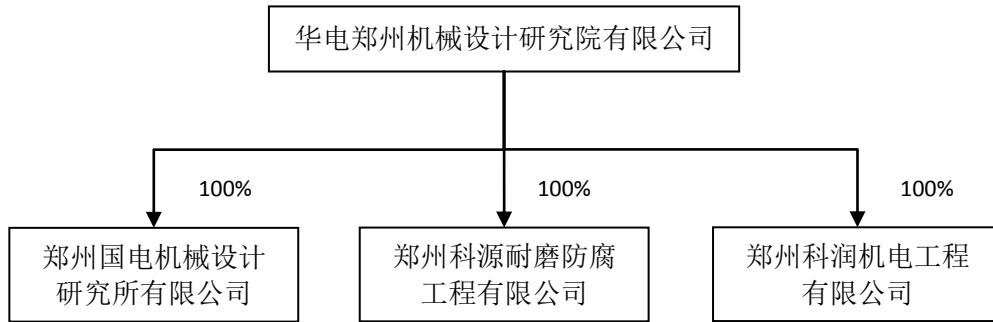 华电郑州机械设计研究院有限公司
100%
100%
100%
郑州国电机械设计
研究所有限公司
郑州科源耐磨防腐
工程有限公司
郑州科润机电工程
有限公司